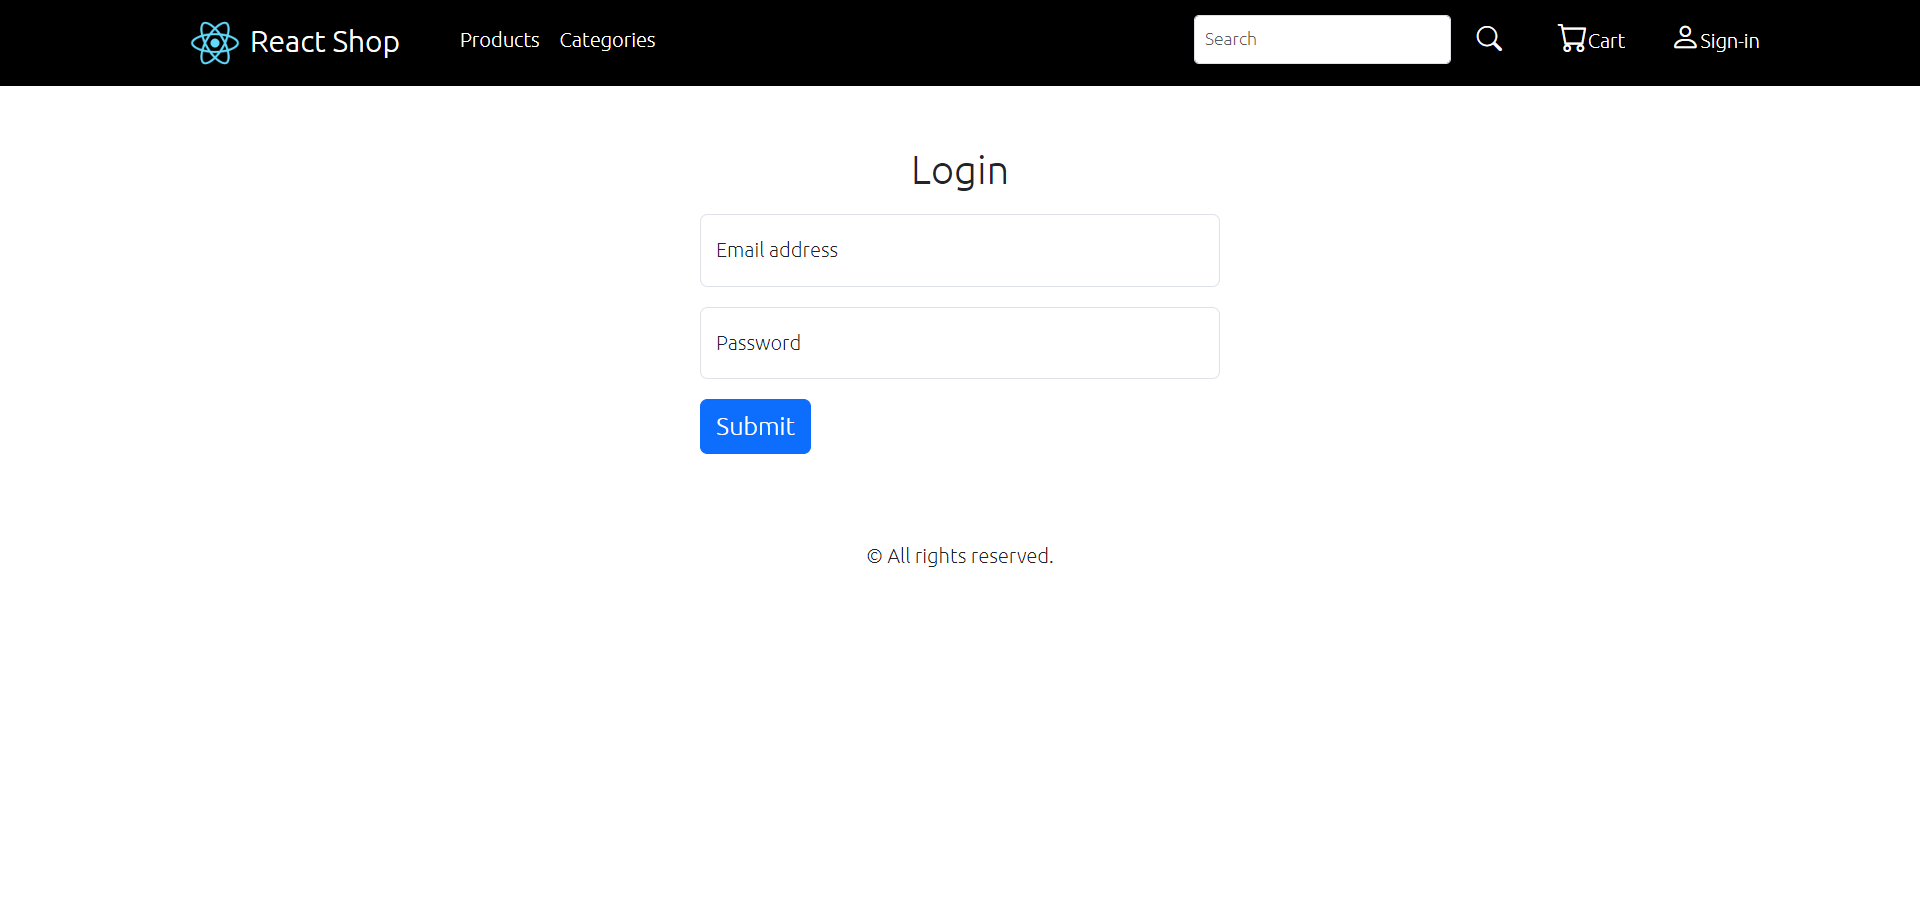 React Shop Products Categories Search Cart Sign-in
Login
Email address
Password
Submit
© All rights reserved.